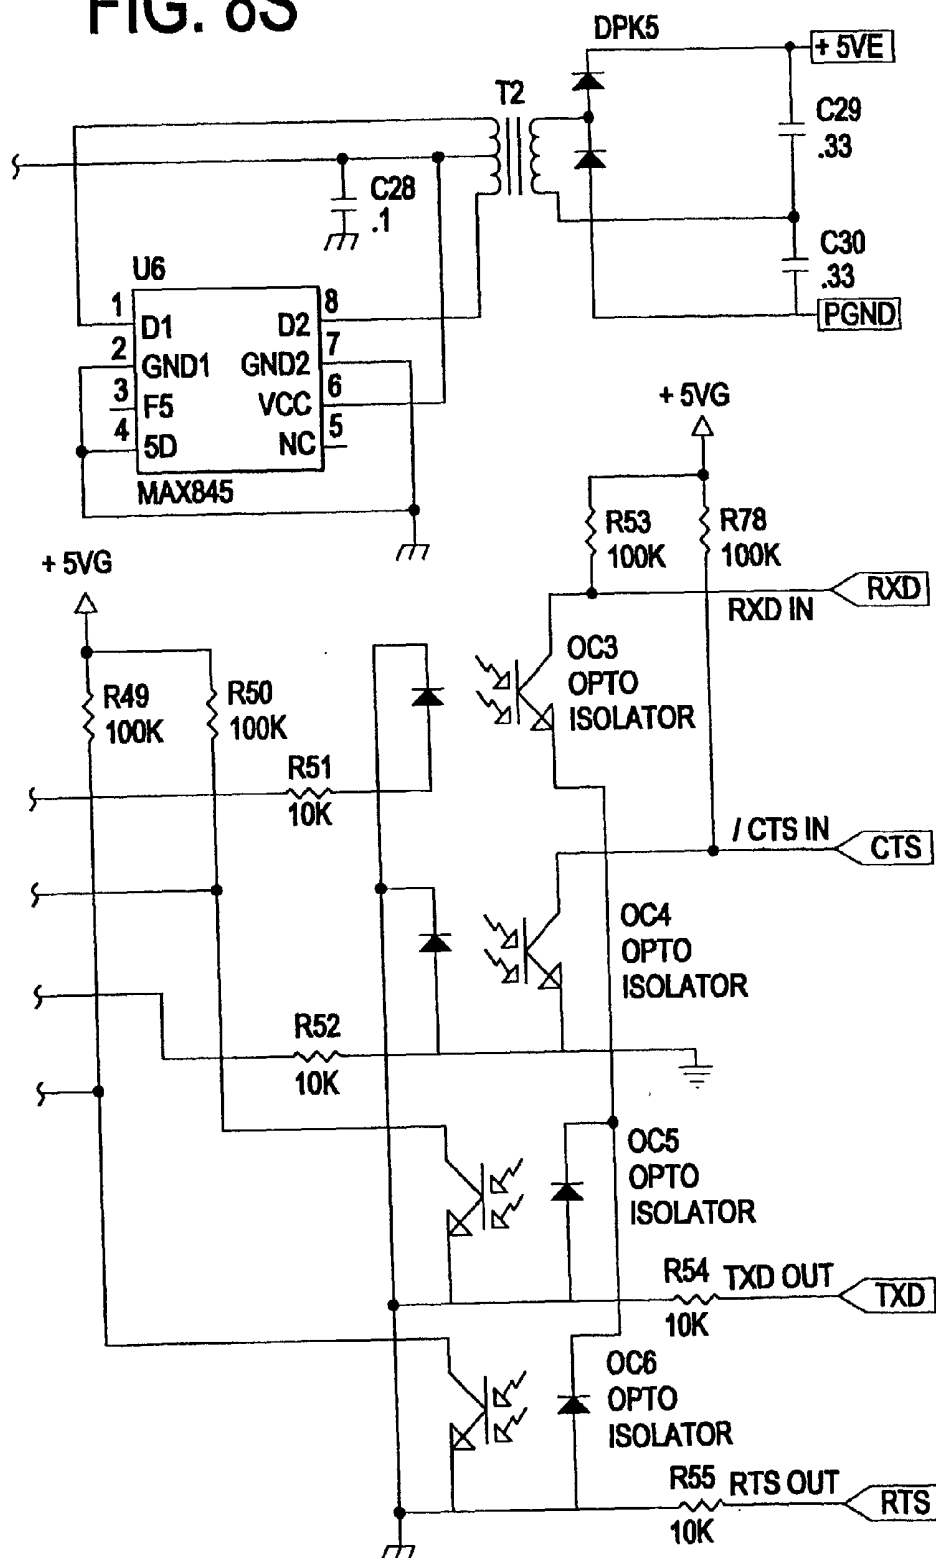 FIG. 8S
DPK5
+ 5VE
T2
C29
.33
C28
.1
C30
.33
PGND
U6
1
D1
2
GND1
3
F5
4
5D
8
D2
7
GND2
6
VCC
5
NC
MAX845
+ 5VG
R53
100K
R78
100K
RXD
RXD IN
+ 5VG
R49
100K
R50
100K
OC3
OPTO
ISOLATOR
R51
10K
/ CTS IN
CTS
OC4
OPTO
ISOLATOR
R52
10K
OC5
OPTO
ISOLATOR
R54
10K
TXD OUT
TXD
OC6
OPTO
ISOLATOR
R55
10K
RTS OUT
RTS